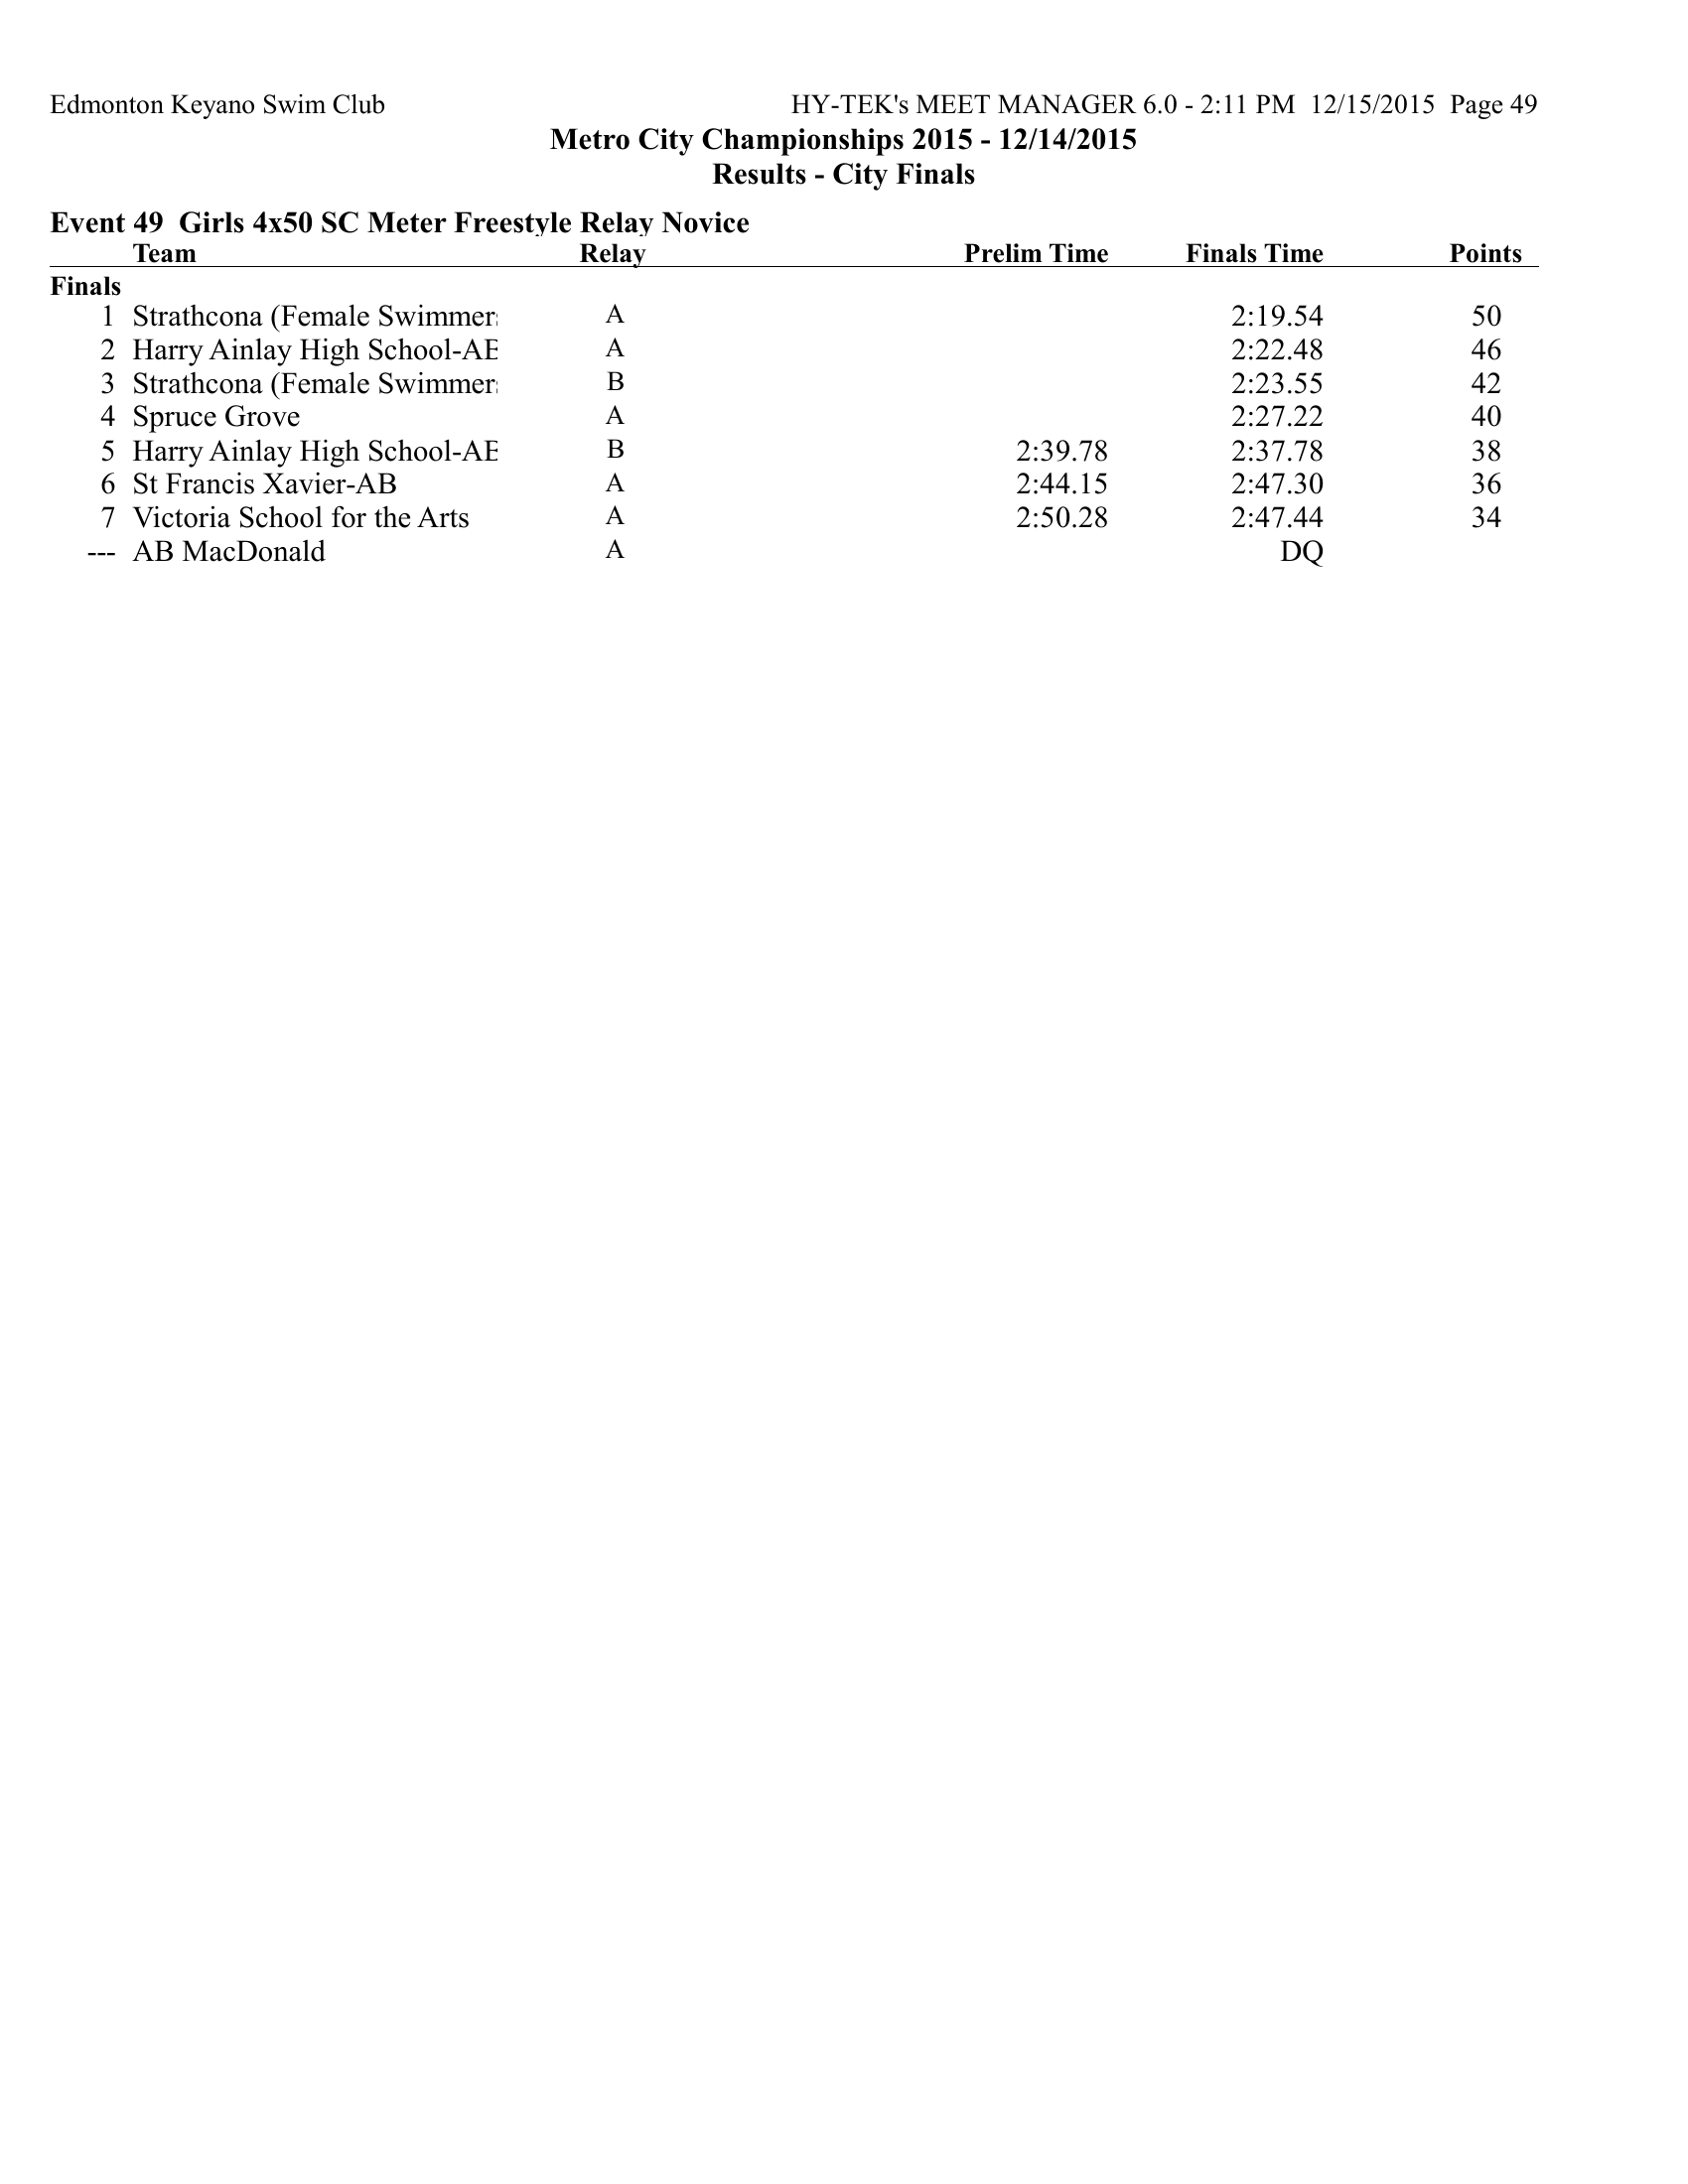 Edmonton Keyano Swim Club HY-TEK's MEET MANAGER 6.0 - 2:11 PM 12/15/2015 Page 49
Metro City Championships 2015 - 12/14/2015
Results - City Finals
Event 49 Girls 4x50 SC Meter Freestyle Relay Novice
Team Relay Prelim Time Finals Time Points
Finals
1 Strathcona (Female Swimmers A 2:19.54 50
2 Harry Ainlay High School-AB A 2:22.48 46
3 Strathcona (Female Swimmers B 2:23.55 42
4 Spruce Grove A 2:27.22 40
5 Harry Ainlay High School-AB B 2:39.78 2:37.78 38
6 St Francis Xavier-AB A 2:44.15 2:47.30 36
7 Victoria School for the Arts A 2:50.28 2:47.44 34
--- AB MacDonald A DQ